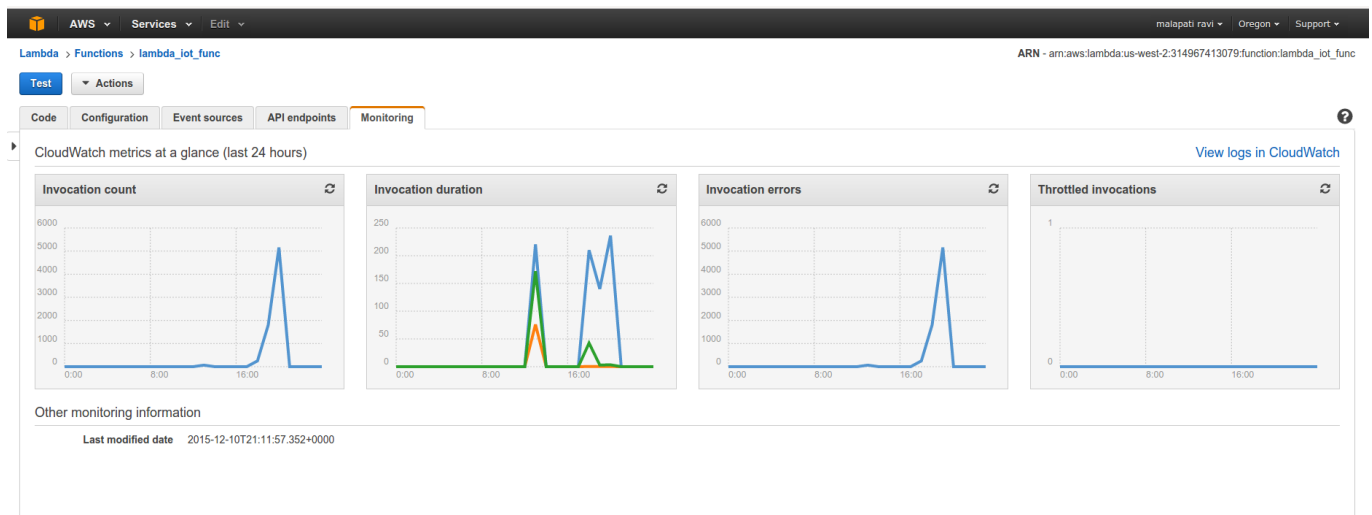 AWS Services Edit malapati ravi Oregon Support
Lambda > Functions > lambda_iot_func ARN - arn:aws:lambda:us-west-2:314967413079:function:lambda_iot_func
Test Actions
Code Configuration Event sources API endpoints Monitoring ?
CloudWatch metrics at a glance (last 24 hours) View logs in CloudWatch
Invocation count
6000
5000
4000
3000
2000
1000
0
0:00 8:00 16:00
Invocation duration
250
200
150
100
50
0
0:00 8:00 16:00
Invocation errors
6000
5000
4000
3000
2000
1000
0
0:00 8:00 16:00
Throttled invocations
1
0
0:00 8:00 16:00
Other monitoring information
Last modified date 2015-12-10T21:11:57.352+0000